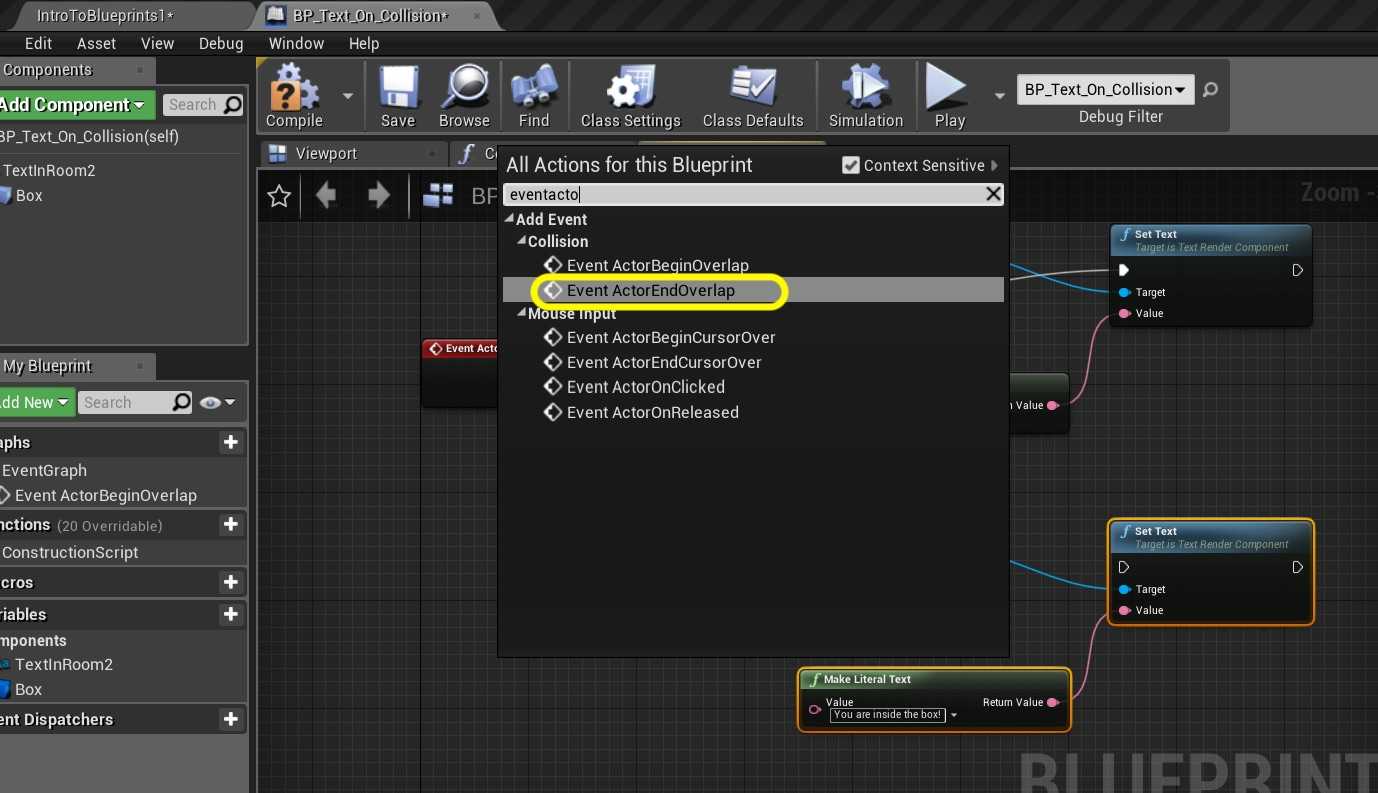 IntroToBlueprints1*
BP_Text_On_Collision*
Edit Asset View Debug Window Help
Components
Add Component
Search
BP_Text_On_Collision(self)
TextInRoom2
Box
Compile
Save
Browse
Find
Class Settings
Class Defaults
Simulation
Play
BP_Text_On_Collision
Debug Filter
Viewport
f C
BP
Zoom -
All Actions for this Blueprint
Context Sensitive
eventacto
Add Event
Collision
Event ActorBeginOverlap
Event ActorEndOverlap
Mouse Input
Event ActorBeginCursorOver
Event ActorEndCursorOver
Event ActorOnClicked
Event ActorOnReleased
Event Acto
f Set Text
Target is Text Render Component
Target
Value
n Value
f Set Text
Target is Text Render Component
Target
Value
f Make Literal Text
Value
You are inside the box!
Return Value
BLUEPRINT
My Blueprint
Add New
Search
aphs
EventGraph
Event ActorBeginOverlap
nctions (20 Overridable)
ConstructionScript
cros
riables
mponents
TextInRoom2
Box
ent Dispatchers